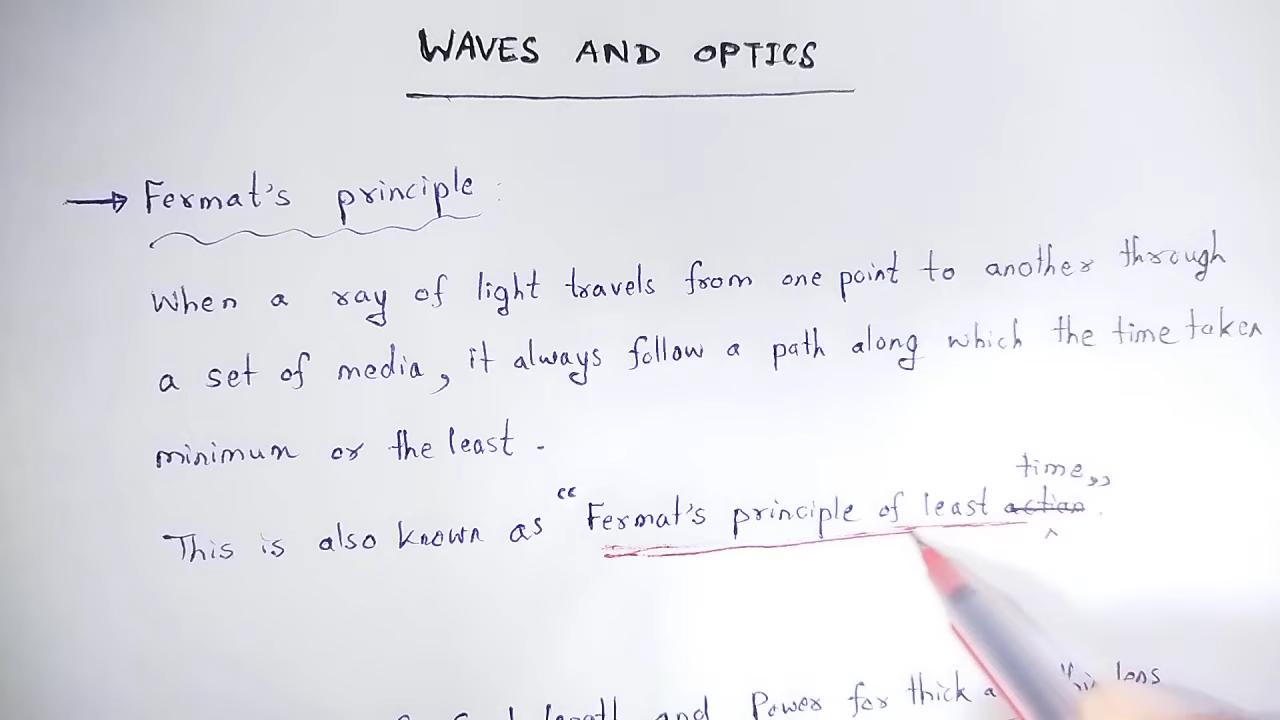 WAVES AND OPTICS
→ Fermat's principle :
When a ray of light travels from one point to another through
a set of media, it always follow a path along which the time taken
minimum or the least .
time„
This is also known as “Fermat's principle of least action .
length and Power for thick a lens